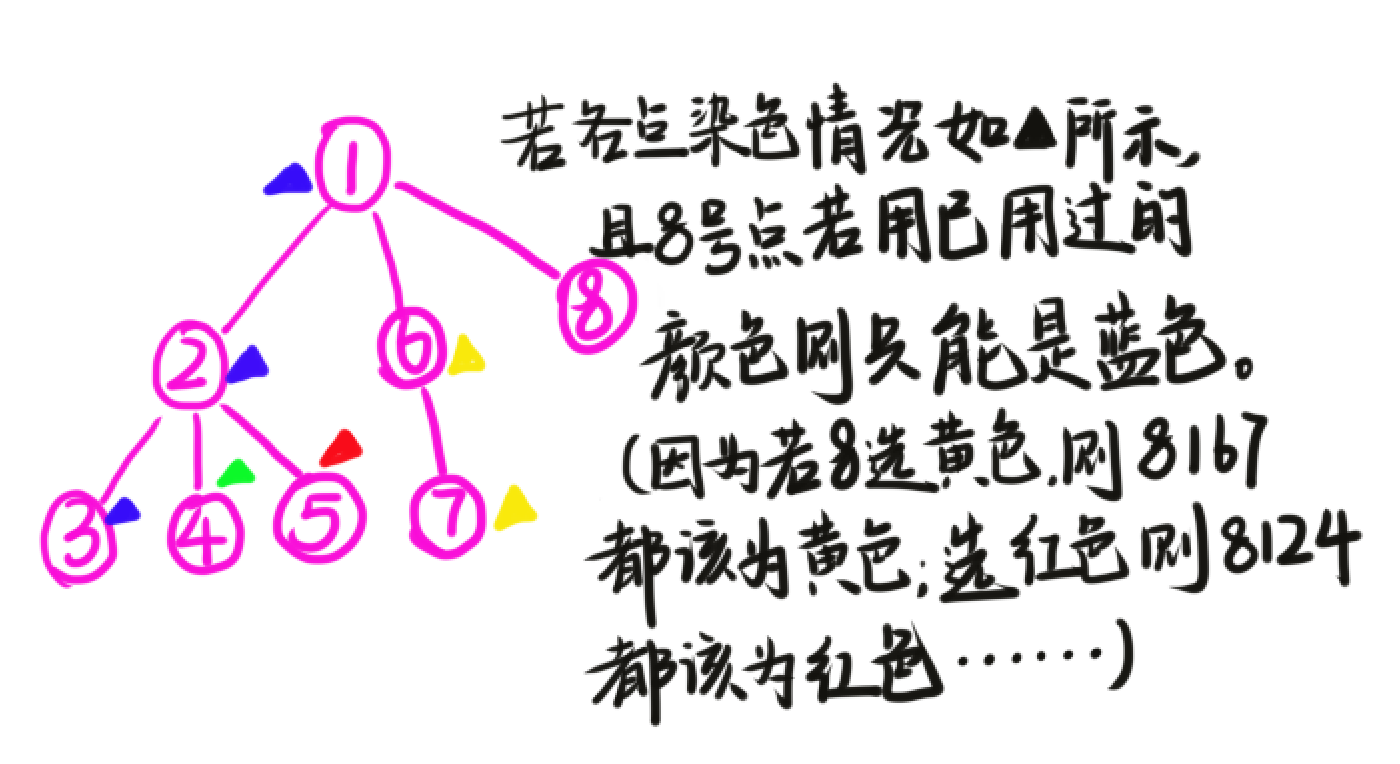 若各点染色情况如▲所示,
且8号点若用已用过的
颜色则只能是蓝色。
(因为若8选黄色,则8167
都该为黄色;选红色则8124
都该为红色……)
1
2
6
8
3
4
5
7